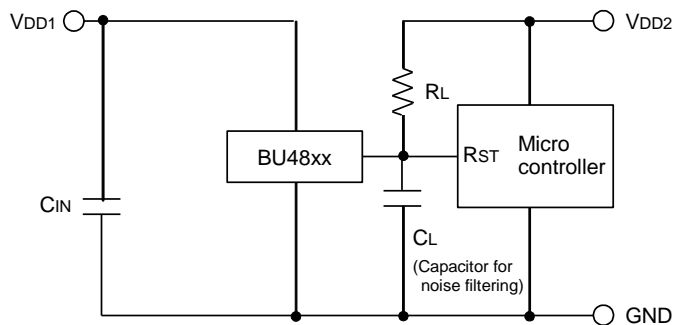 VDD1
VDD2
RL
BU48xx
RST
Micro
controller
CIN
CL
(Capacitor for
noise filtering)
GND